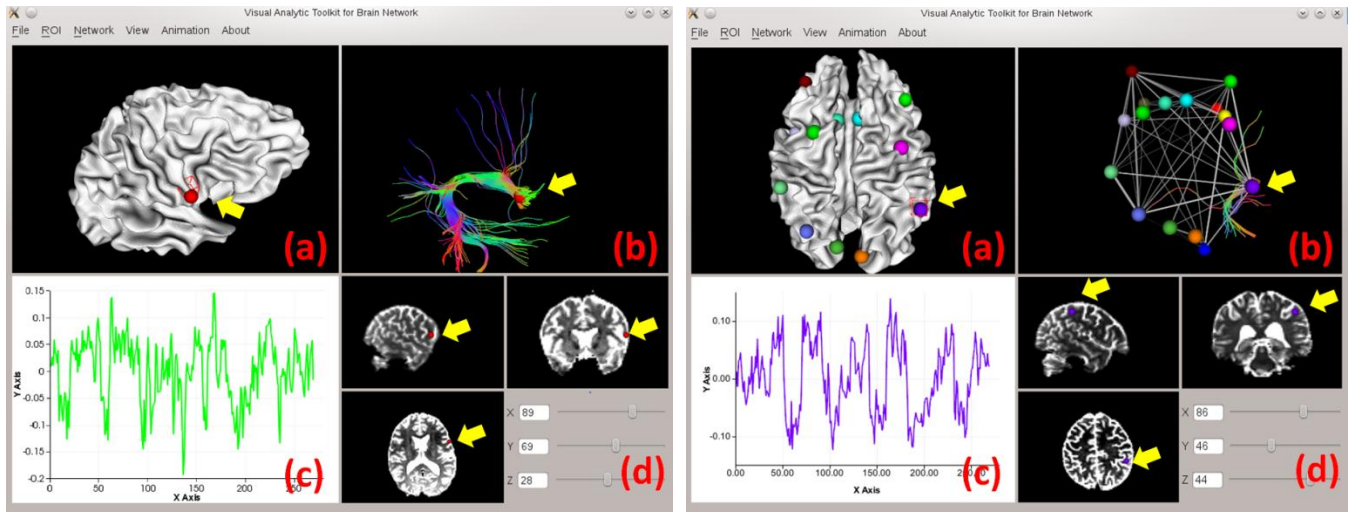 Visual Analytic Toolkit for Brain Network
File ROI Network View Animation About
(a)
(b)
0.15
0.1
0.05
0
-0.05
-0.1
-0.15
-0.2
Y Axis
0 50 100 150 200
X Axis
(c)
X 89
Y 69
Z 28
(d)
Visual Analytic Toolkit for Brain Network
File ROI Network View Animation About
(a)
(b)
0.10
0.00
-0.10
Y Axis
0.00 50.00 100.00 150.00 200.00
X Axis
(c)
X 86
Y 46
Z 44
(d)